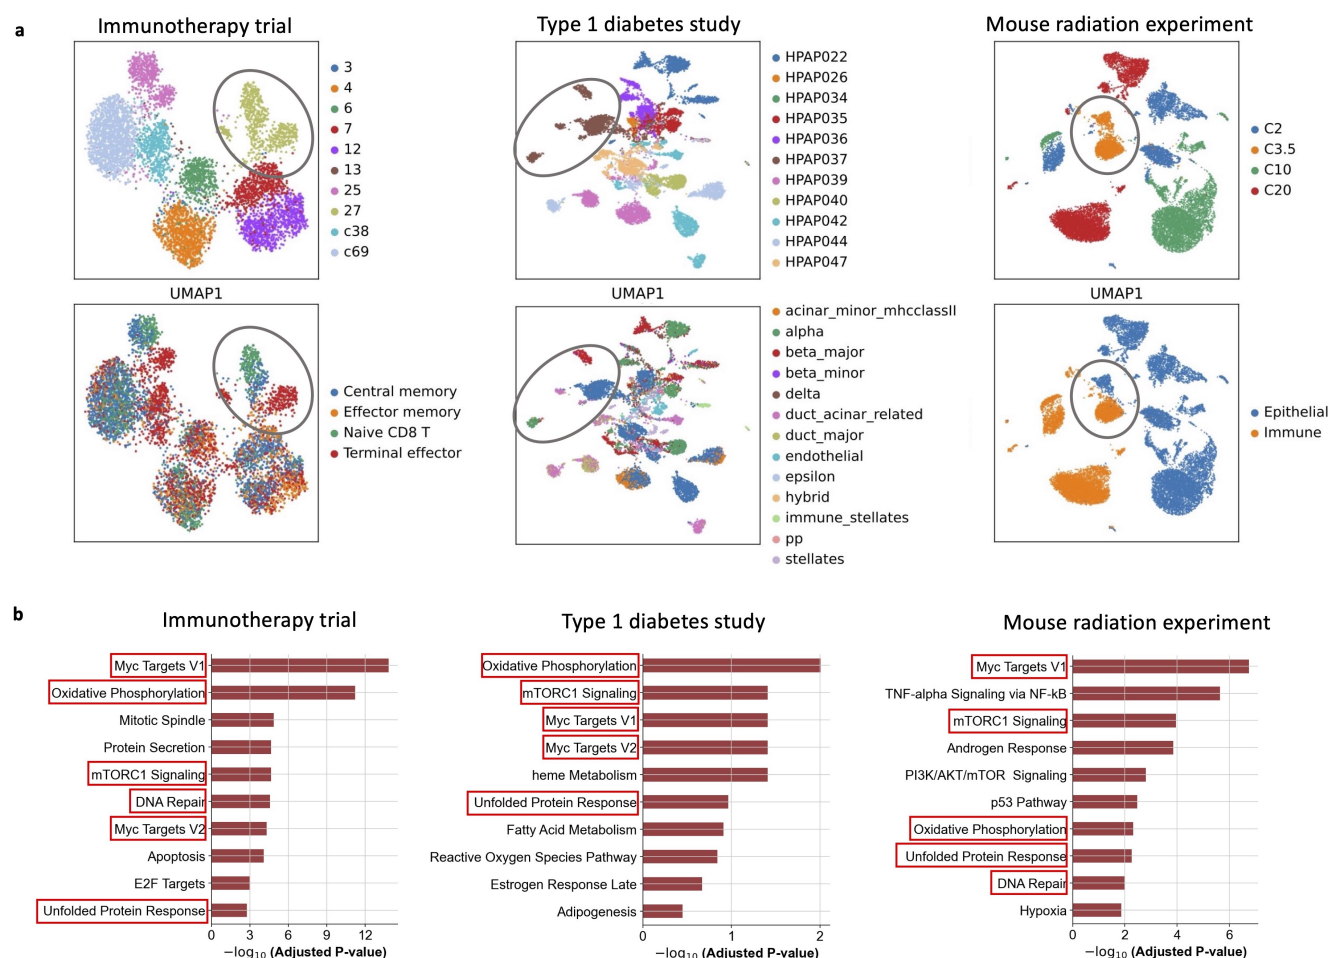 a
Immunotherapy trial
Type 1 diabetes study
Mouse radiation experiment
3
4
6
7
12
13
25
27
c38
c69
HPAP022
HPAP026
HPAP034
HPAP035
HPAP036
HPAP037
HPAP039
HPAP040
HPAP042
HPAP044
HPAP047
C2
C3.5
C10
C20
UMAP1
UMAP1
UMAP1
Central memory
Effector memory
Naive CD8 T
Terminal effector
acinar_minor_mhcclassII
alpha
beta_major
beta_minor
delta
duct_acinar_related
duct_major
endothelial
epsilon
hybrid
immune_stellates
pp
stellates
Epithelial
Immune
b
Immunotherapy trial
Myc Targets V1
Oxidative Phosphorylation
Mitotic Spindle
Protein Secretion
mTORC1 Signaling
DNA Repair
Myc Targets V2
Apoptosis
E2F Targets
Unfolded Protein Response
0 3 6 9 12
−log10 (Adjusted P-value)
Type 1 diabetes study
Oxidative Phosphorylation
mTORC1 Signaling
Myc Targets V1
Myc Targets V2
heme Metabolism
Unfolded Protein Response
Fatty Acid Metabolism
Reactive Oxygen Species Pathway
Estrogen Response Late
Adipogenesis
0 1 2
−log10 (Adjusted P-value)
Mouse radiation experiment
Myc Targets V1
TNF-alpha Signaling via NF-kB
mTORC1 Signaling
Androgen Response
PI3K/AKT/mTOR Signaling
p53 Pathway
Oxidative Phosphorylation
Unfolded Protein Response
DNA Repair
Hypoxia
0 2 4 6
−log10 (Adjusted P-value)